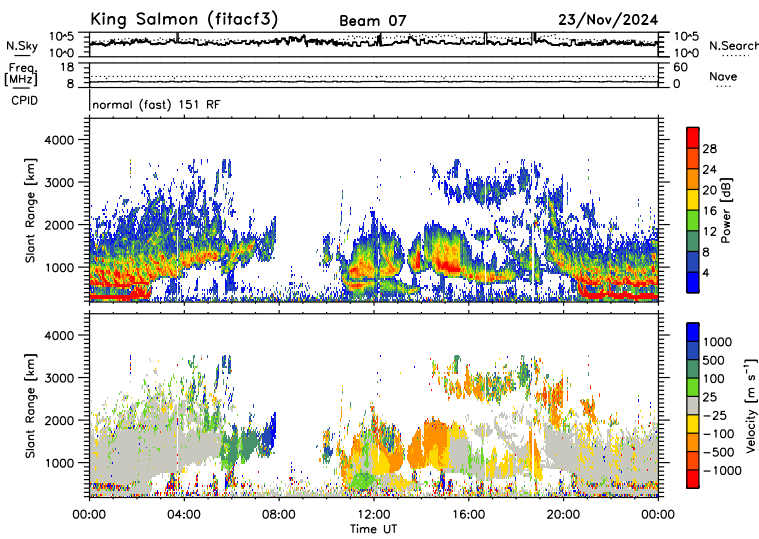 King Salmon (fitacf3) Beam 07 23/Nov/2024
N.Sky 10^5 10^0 10^5 10^0 N.Search
Freq. [MHz] 18 8 60 0 Nave
CPID normal (fast) 151 RF
Slant Range [km] 4000 3000 2000 1000
28 24 20 16 12 8 4 Power [dB]
Slant Range [km] 4000 3000 2000 1000
1000 500 100 25 −25 −100 −500 −1000 Velocity [m s⁻¹]
00:00 04:00 08:00 12:00 16:00 20:00 00:00
Time UT